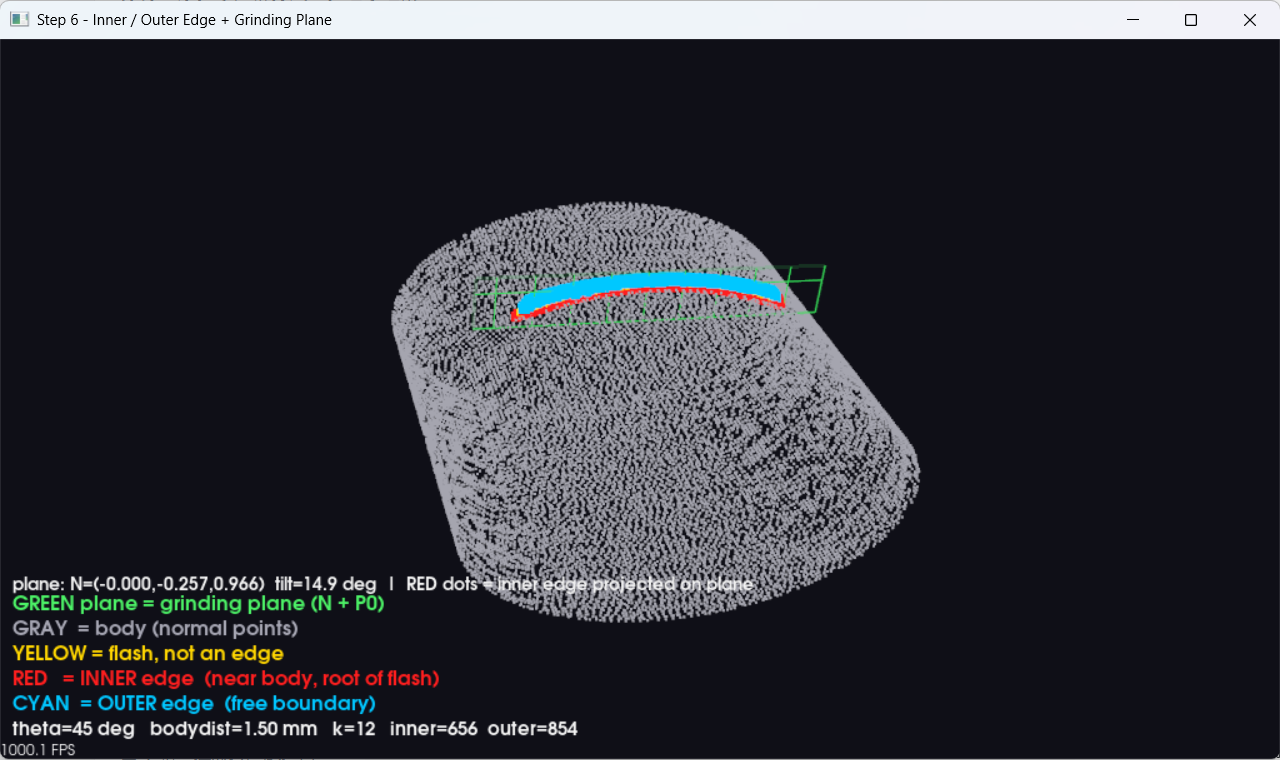 Step 6 - Inner / Outer Edge + Grinding Plane
plane: N=(-0.000,-0.257,0.966)  tilt=14.9 deg  |  RED dots = inner edge projected on plane
GREEN plane = grinding plane (N + P0)
GRAY  = body (normal points)
YELLOW = flash, not an edge
RED   = INNER edge  (near body, root of flash)
CYAN  = OUTER edge  (free boundary)
theta=45 deg   bodydist=1.50 mm   k=12   inner=656  outer=854
1000.1 FPS